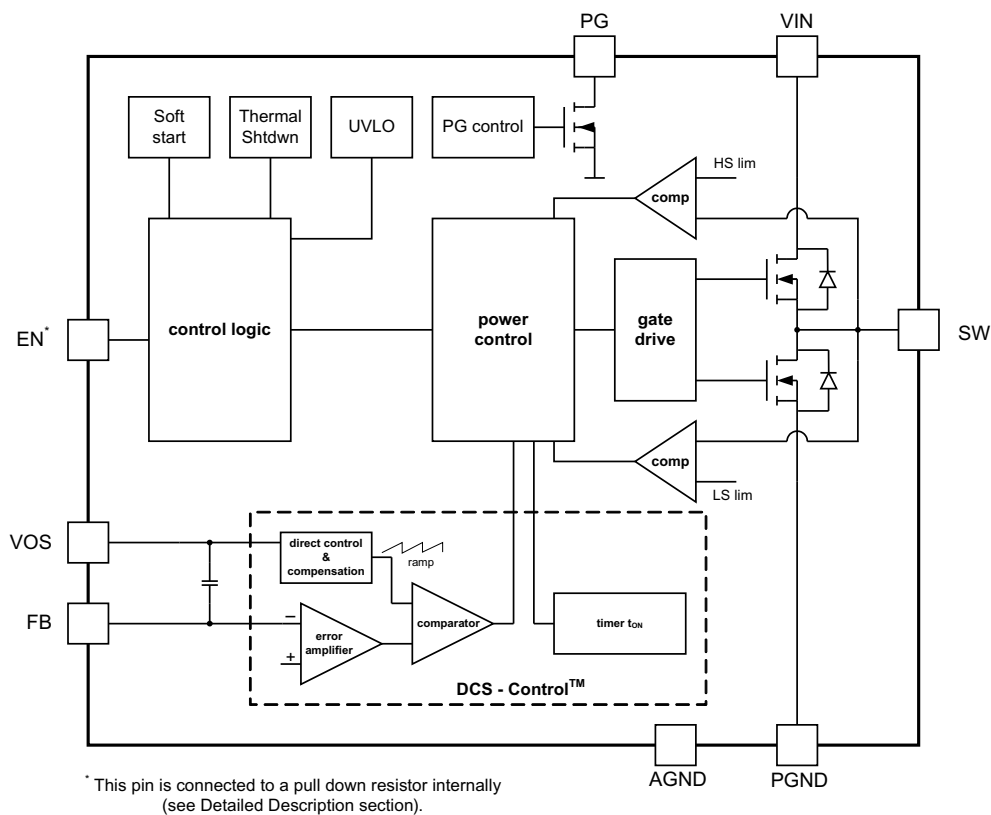 PG
VIN
Soft
start
Thermal
Shtdwn
UVLO
PG control
HS lim
comp
EN*
control logic
power
control
gate
drive
SW
comp
LS lim
VOS
direct control
&
compensation
ramp
FB
–
+
error
amplifier
comparator
timer tON
DCS - Control™
AGND
PGND
* This pin is connected to a pull down resistor internally
(see Detailed Description section).